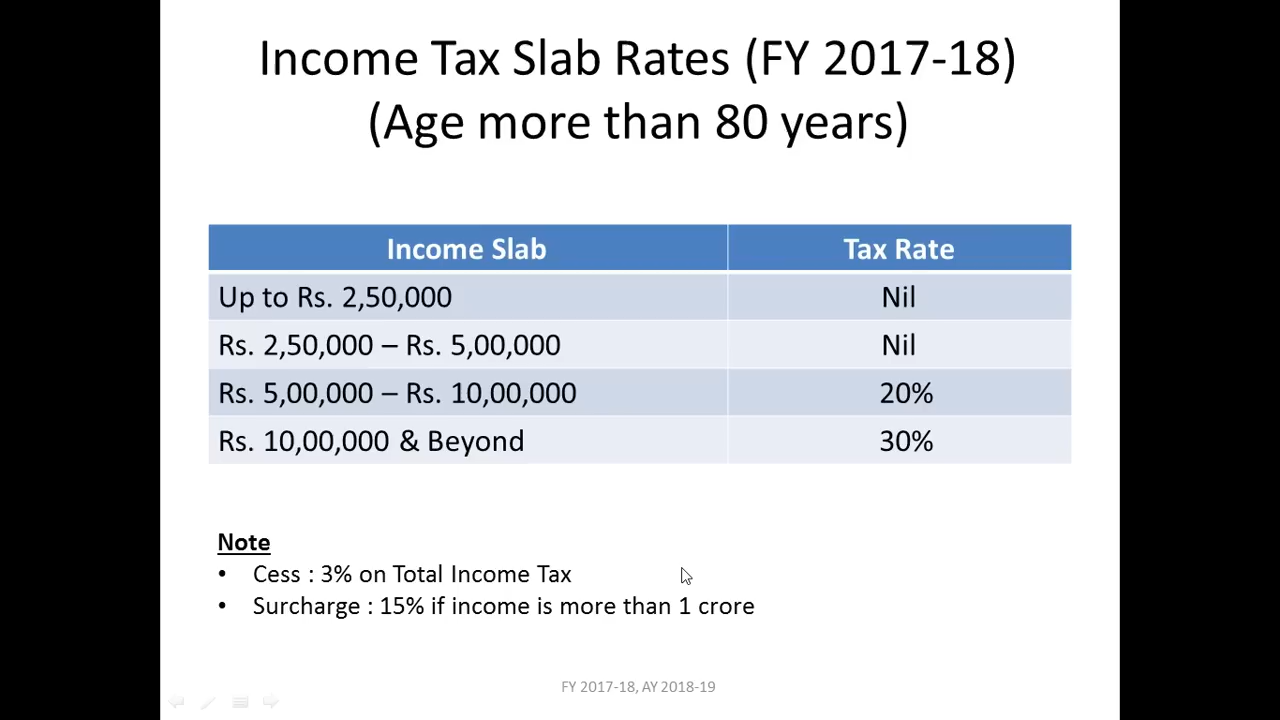 Income Tax Slab Rates (FY 2017-18)
(Age more than 80 years)
Income Slab Tax Rate
Up to Rs. 2,50,000 Nil
Rs. 2,50,000 – Rs. 5,00,000 Nil
Rs. 5,00,000 – Rs. 10,00,000 20%
Rs. 10,00,000 & Beyond 30%
Note
• Cess : 3% on Total Income Tax
• Surcharge : 15% if income is more than 1 crore
FY 2017-18, AY 2018-19